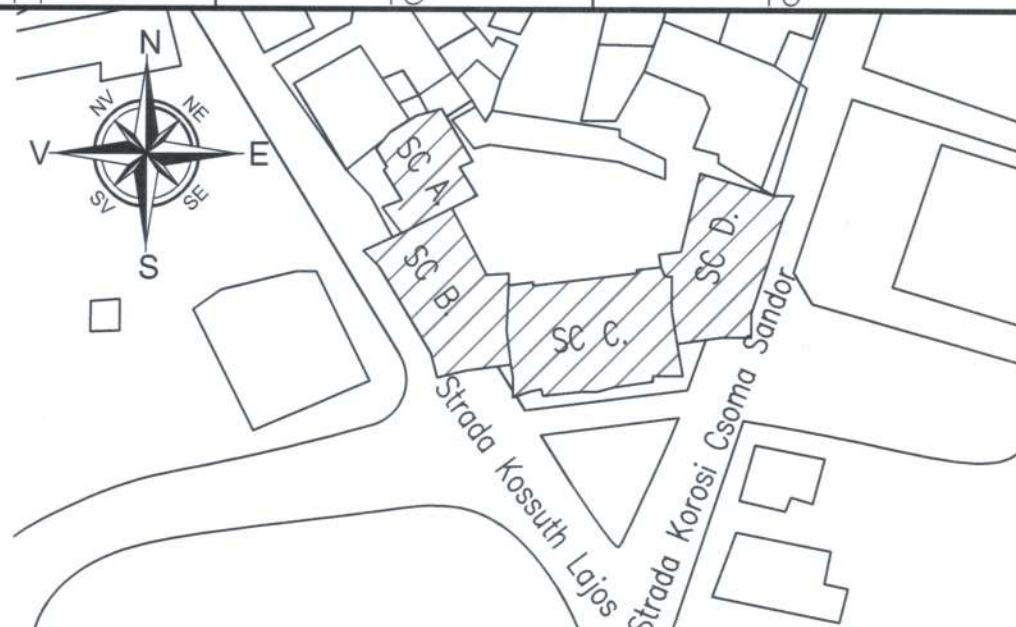 N
NV
NE
V
E
SV
SE
S
SC A.
SC B.
SC C.
SC D.
Strada Kossuth Lajos
Strada Korosi Csoma Sandor